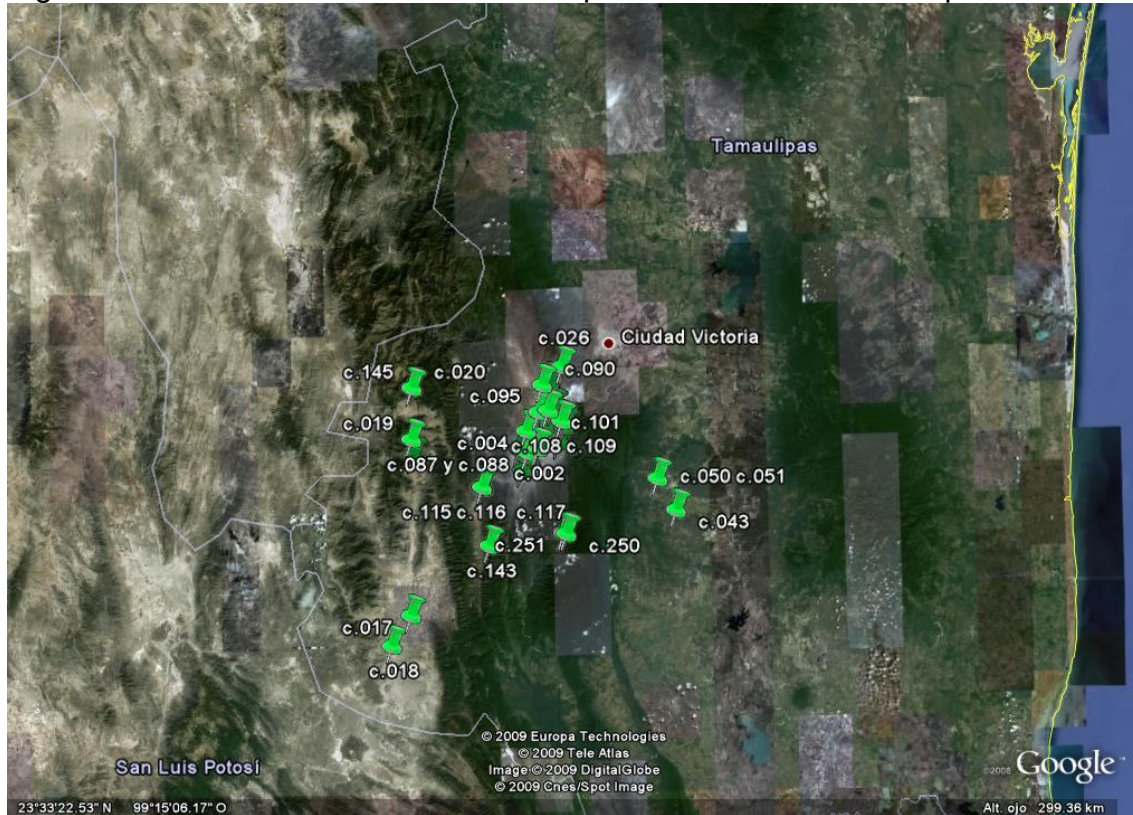 Tamaulipas
Ciudad Victoria
c.026
c.090
c.145 c.020
c.095
c.019
c.101
c.004 c.108 c.109
c.087 y c.088 c.002
c.050 c.051
c.115 c.116 c.117
c.043
c.251 c.250
c.143
c.017
c.018
San Luis Potosí
© 2009 Europa Technologies
© 2009 Tele Atlas
Image © 2009 DigitalGlobe
© 2009 Cnes/Spot Image
©2008 Google™
23°33'22.53" N 99°15'06.17" O Alt. ojo 299.36 km